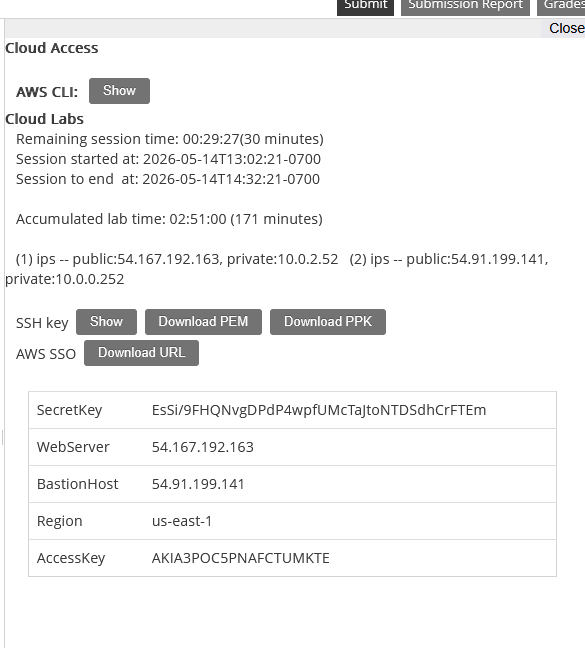 Submit Submission Report Grades
Close
Cloud Access
AWS CLI: Show
Cloud Labs
Remaining session time: 00:29:27(30 minutes)
Session started at: 2026-05-14T13:02:21-0700
Session to end at: 2026-05-14T14:32:21-0700
Accumulated lab time: 02:51:00 (171 minutes)
(1) ips -- public:54.167.192.163, private:10.0.2.52 (2) ips -- public:54.91.199.141,
private:10.0.0.252
SSH key Show Download PEM Download PPK
AWS SSO Download URL
SecretKey EsSi/9FHQNvgDPdP4wpfUMcTaJtoNTDSdhCrFTEm
WebServer 54.167.192.163
BastionHost 54.91.199.141
Region us-east-1
AccessKey AKIA3POC5PNAFCTUMKTE